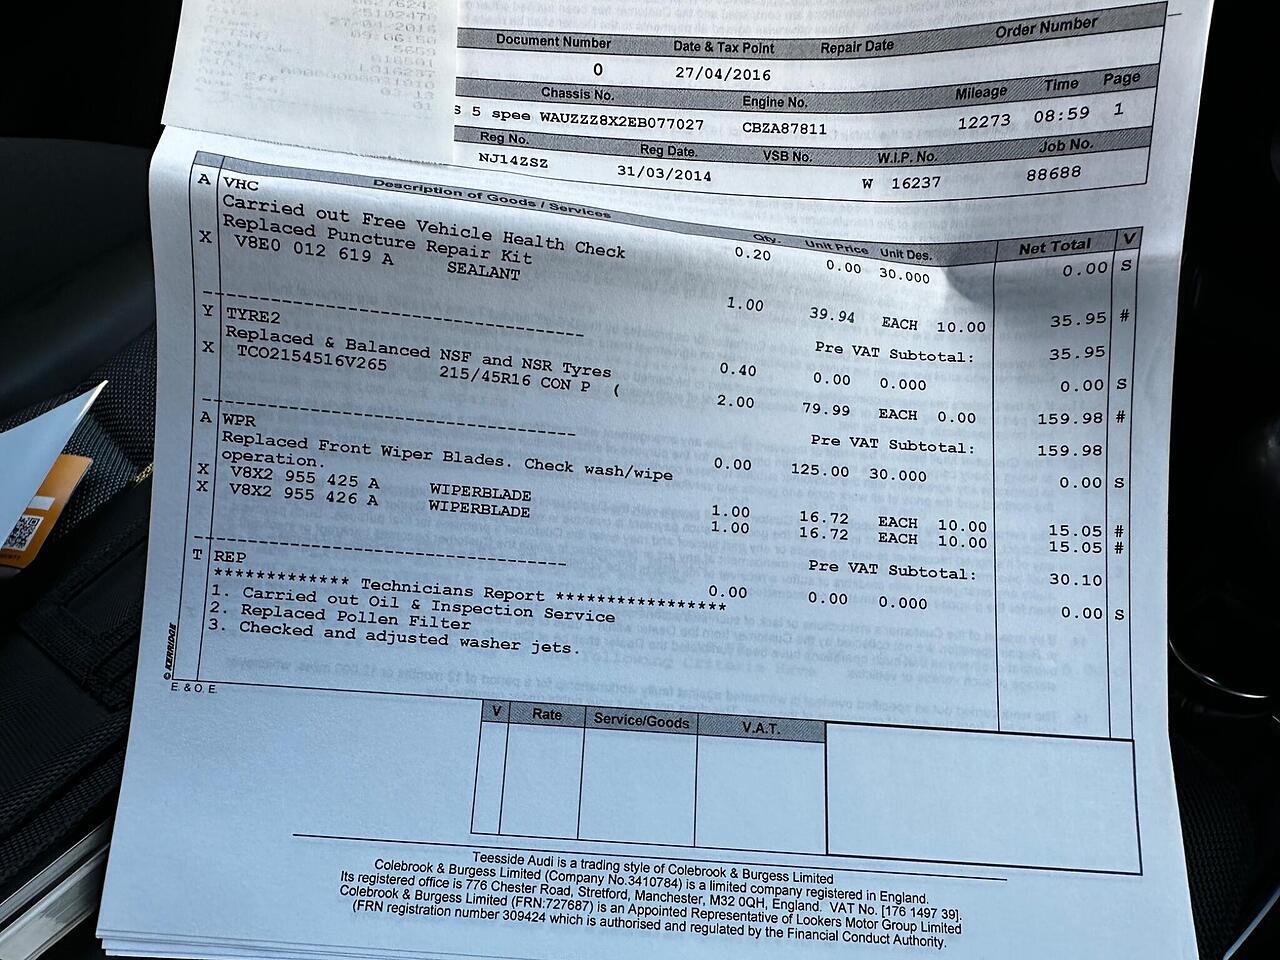 09:06:50
Document Number Date & Tax Point Repair Date Order Number
0 27/04/2016
Chassis No. Engine No. Mileage Time Page
S 5 spee WAUZZZ8X2EB077027 CBZA87811 12273 08:59 1
Reg No. Reg Date. VSB No. W.I.P. No. Job No.
NJ14ZSZ 31/03/2014 W 16237 88688
Description of Goods / Services Qty. Unit Price Unit Des. Net Total V
A VHC 0.20 0.00 30.000 0.00 S
Carried out Free Vehicle Health Check
Replaced Puncture Repair Kit
X V8E0 012 619 A SEALANT 1.00 39.94 EACH 10.00 35.95 #
Pre VAT Subtotal: 35.95
Y TYRE2 0.40 0.00 0.000 0.00 S
Replaced & Balanced NSF and NSR Tyres
X TCO2154516V265 215/45R16 CON P ( 2.00 79.99 EACH 0.00 159.98 #
Pre VAT Subtotal: 159.98
A WPR 0.00 125.00 30.000 0.00 S
Replaced Front Wiper Blades. Check wash/wipe
operation.
X V8X2 955 425 A WIPERBLADE 1.00 16.72 EACH 10.00 15.05 #
X V8X2 955 426 A WIPERBLADE 1.00 16.72 EACH 10.00 15.05 #
Pre VAT Subtotal: 30.10
T REP 0.00 0.00 0.000 0.00 S
************* Technicians Report *****************
1. Carried out Oil & Inspection Service
2. Replaced Pollen Filter
3. Checked and adjusted washer jets.
© KERRIDGE
E. & O. E.
V Rate Service/Goods V.A.T.
Teesside Audi is a trading style of Colebrook & Burgess Limited
Colebrook & Burgess Limited (Company No.3410784) is a limited company registered in England.
Its registered office is 776 Chester Road, Stretford, Manchester, M32 0QH, England. VAT No. [176 1497 39].
Colebrook & Burgess Limited (FRN:727687) is an Appointed Representative of Lookers Motor Group Limited
(FRN registration number 309424 which is authorised and regulated by the Financial Conduct Authority.